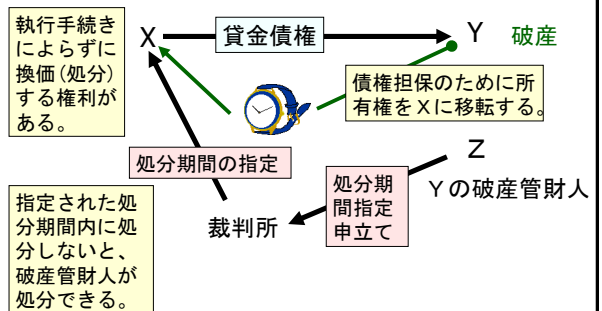 執行手続き
によらずに
換価(処分)
する権利が
ある。
X
貸金債権
Y
破産
債権担保のために所
有権をXに移転する。
処分期間の指定
Z
Yの破産管財人
処分期
間指定
申立て
裁判所
指定された処
分期間内に処
分しないと、
破産管財人が
処分できる。